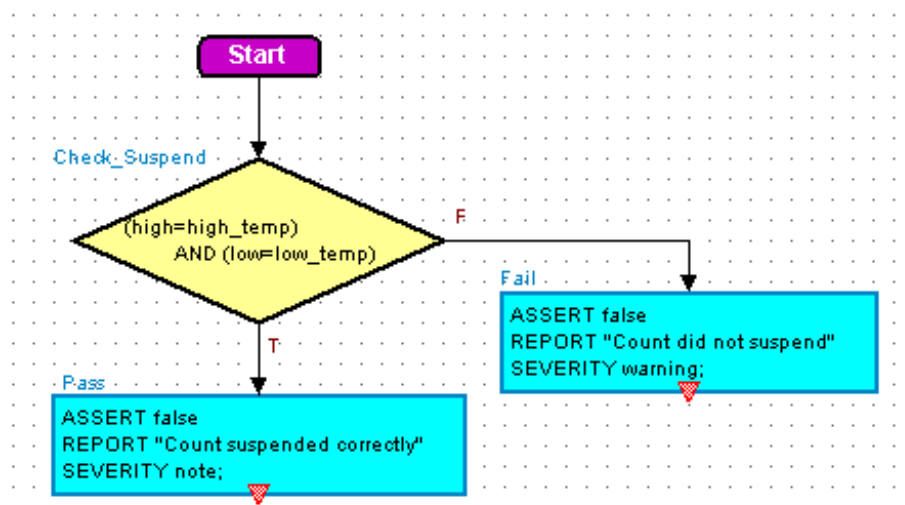 Start
Check_Suspend
(high=high_temp)
AND (low=low_temp)
F
T
Fail
ASSERT false
REPORT "Count did not suspend"
SEVERITY warning;
Pass
ASSERT false
REPORT "Count suspended correctly"
SEVERITY note;